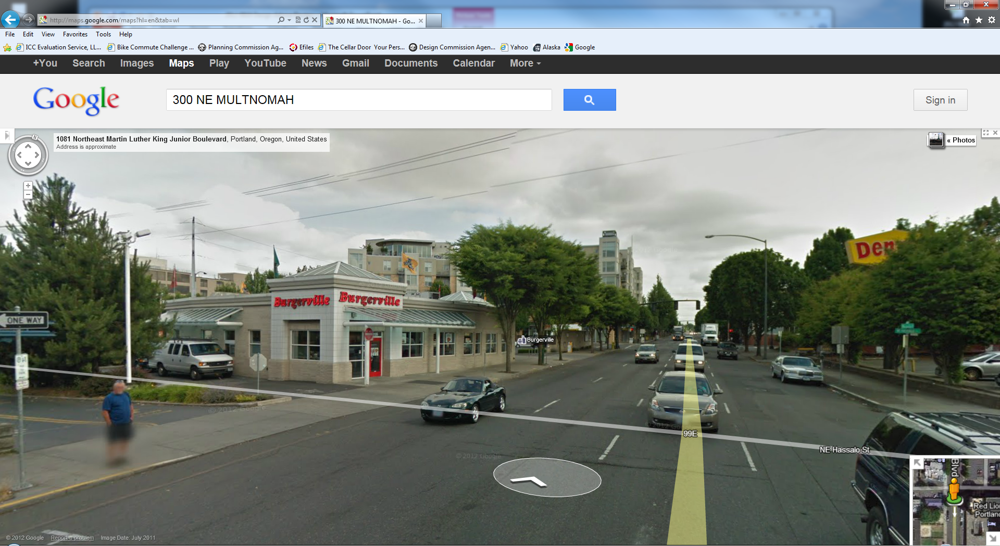 http://maps.google.com/maps?hl=en&tab=wl
300 NE MULTNOMAH - Go...
File Edit View Favorites Tools Help
ICC Evaluation Service, LL... Bike Commute Challenge ... Planning Commission Ag... Efiles The Cellar Door Your Pers... Design Commission Agen... Yahoo Alaska Google
+You Search Images Maps Play YouTube News Gmail Documents Calendar More
Google 300 NE MULTNOMAH Sign in
1081 Northeast Martin Luther King Junior Boulevard, Portland, Oregon, United States
Address is approximate
« Photos
N
Den
Burgerville Burgerville
ONE WAY
Burgerville
© 2012 Google
99E
NE Hassalo St
© 2012 Google
Blvd
Red Lio
Portland
© 2012 Google Report a problem Image Date: July 2011